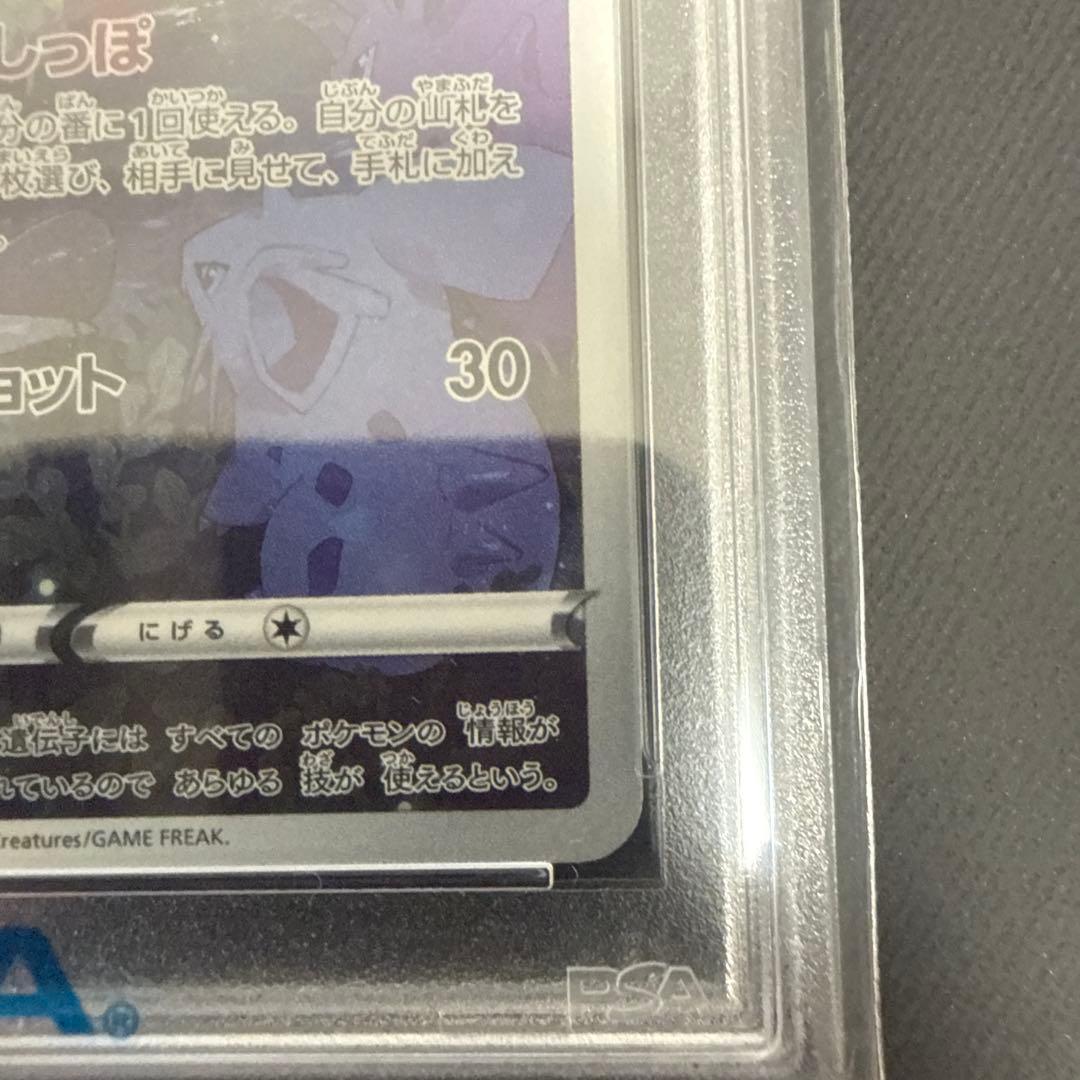 しっぽ
分の番に1回使える。自分の山札を
枚選び、相手に見せて、手札に加え
。
ョット 30
にげる
遺伝子には すべての ポケモンの 情報が
れているので あらゆる 技が 使えるという。
reatures/GAME FREAK.
A®
PSA